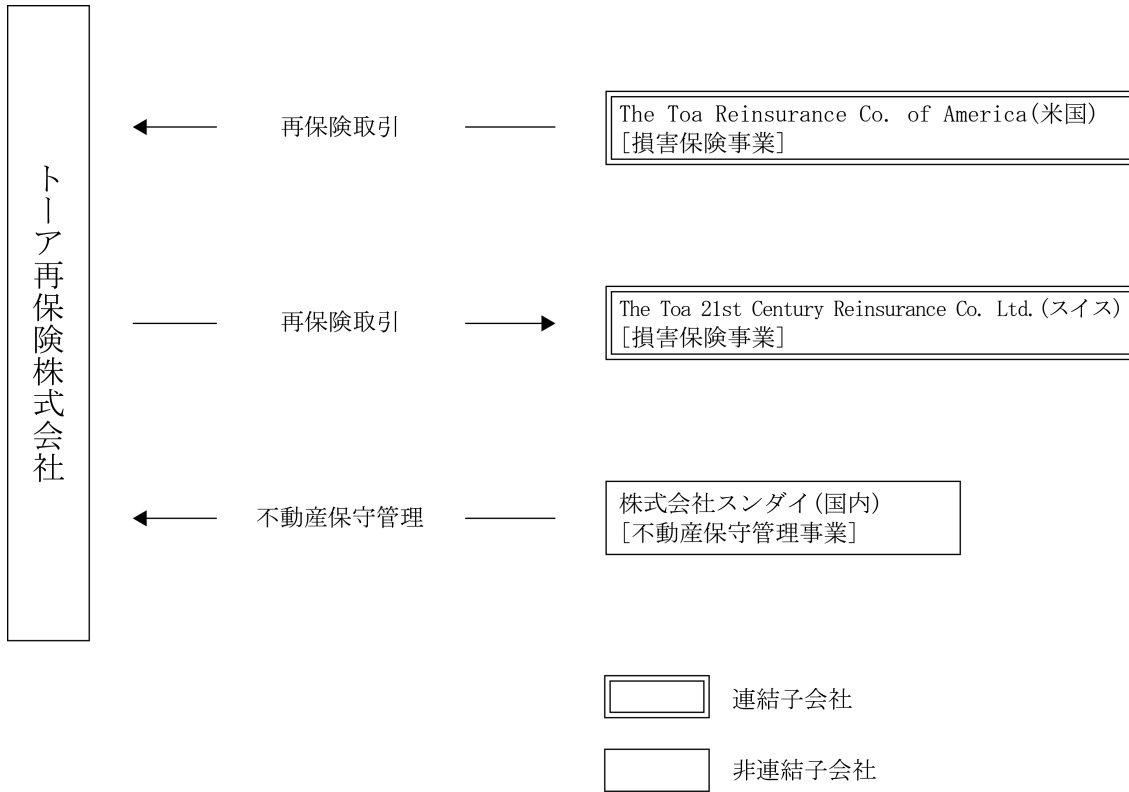 トーア再保険株式会社
再保険取引
The Toa Reinsurance Co. of America(米国)
[損害保険事業]
再保険取引
The Toa 21st Century Reinsurance Co. Ltd.(スイス)
[損害保険事業]
不動産保守管理
株式会社スンダイ(国内)
[不動産保守管理事業]
連結子会社
非連結子会社